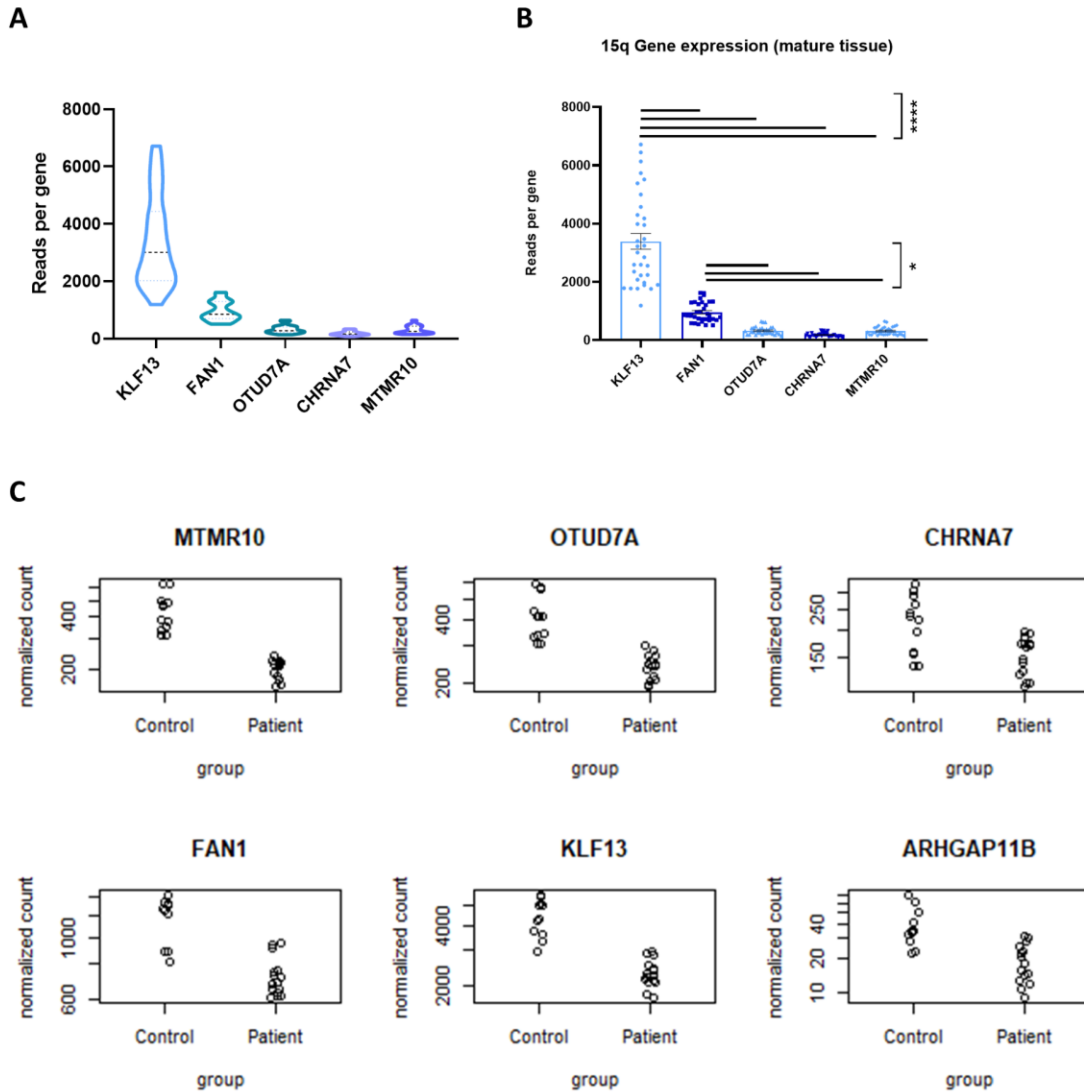 A
8000
6000
4000
2000
0
Reads per gene
KLF13
FAN1
OTUD7A
CHRNA7
MTMR10
B
15q Gene expression (mature tissue)
8000
6000
4000
2000
0
Reads per gene
****
*
KLF13
FAN1
OTUD7A
CHRNA7
MTMR10
C
MTMR10
normalized count
400
200
Control Patient
group
OTUD7A
normalized count
400
200
Control Patient
group
CHRNA7
normalized count
250
150
Control Patient
group
FAN1
normalized count
1000
600
Control Patient
group
KLF13
normalized count
4000
2000
Control Patient
group
ARHGAP11B
normalized count
40
20
10
Control Patient
group